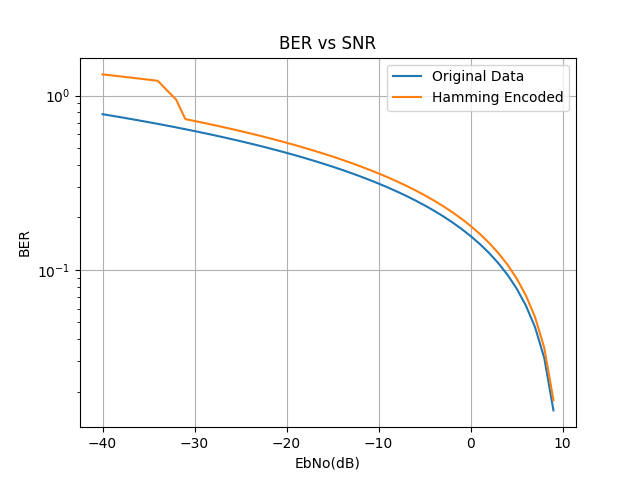 BER vs SNR
Original Data
Hamming Encoded
10⁰
10⁻¹
BER
−40
−30
−20
−10
0
10
EbNo(dB)